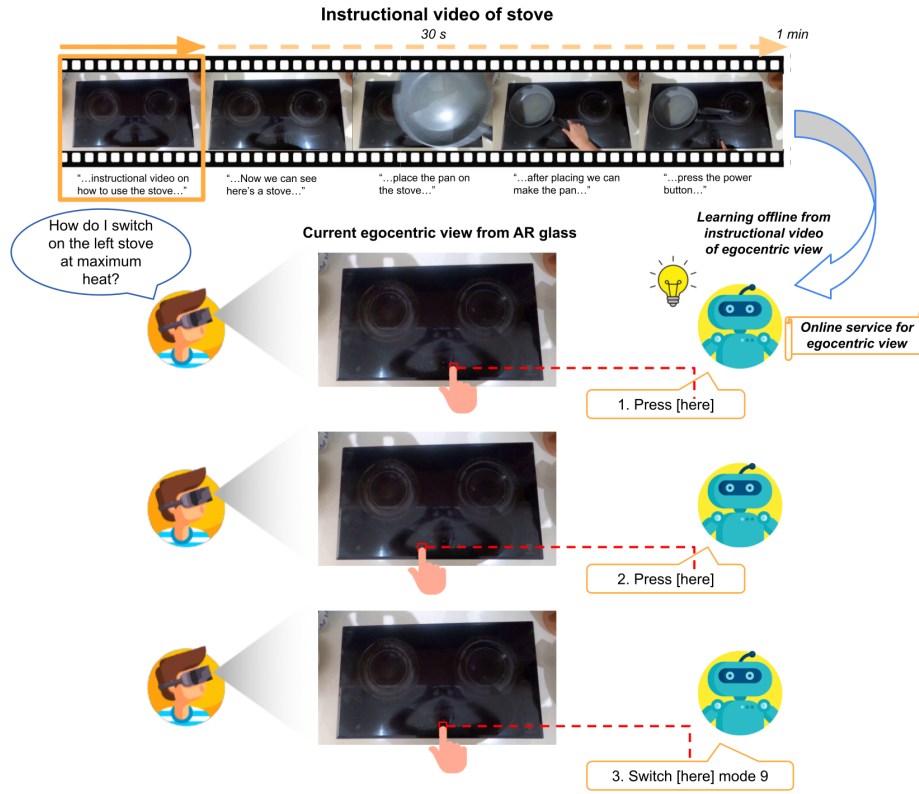 Instructional video of stove
30 s
1 min
“…instructional video on
how to use the stove…”
“…Now we can see
here’s a stove…”
“…place the pan on
the stove…”
“…after placing we can
make the pan…”
“…press the power
button…”
How do I switch
on the left stove
at maximum
heat?
Current egocentric view from AR glass
Learning offline from
instructional video
of egocentric view
Online service for
egocentric view
1. Press [here]
2. Press [here]
3. Switch [here] mode 9